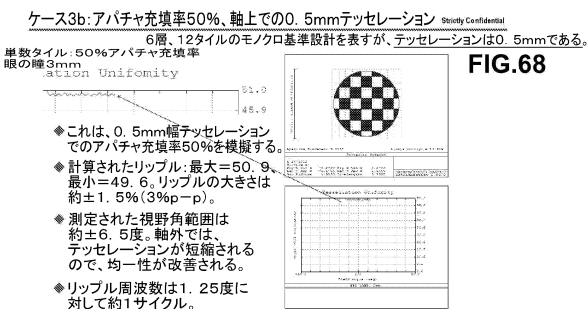 ケース3b:アパチャ充填率50%、軸上での0.5mmテッセレーション Strictly Confidential
6層、12タイルのモノクロ基準設計を表すが、テッセレーションは0.5mmである。
単数タイル:50%アパチャ充填率
眼の瞳3mm
FIG.68
ation Unifomity
51.0
45.9
◈これは、0.5mm幅テッセレーション
でのアパチャ充填率50%を模擬する。
◈計算されたリップル:最大=50.9、
最小=49.6。リップルの大きさは
約±1.5%(3%p−p)。
◈測定された視野角範囲は
約±6.5度。軸外では、
テッセレーションが短縮される
ので、均一性が改善される。
◈リップル周波数は1.25度に
対して約1サイクル。
Tessellation Unifomity